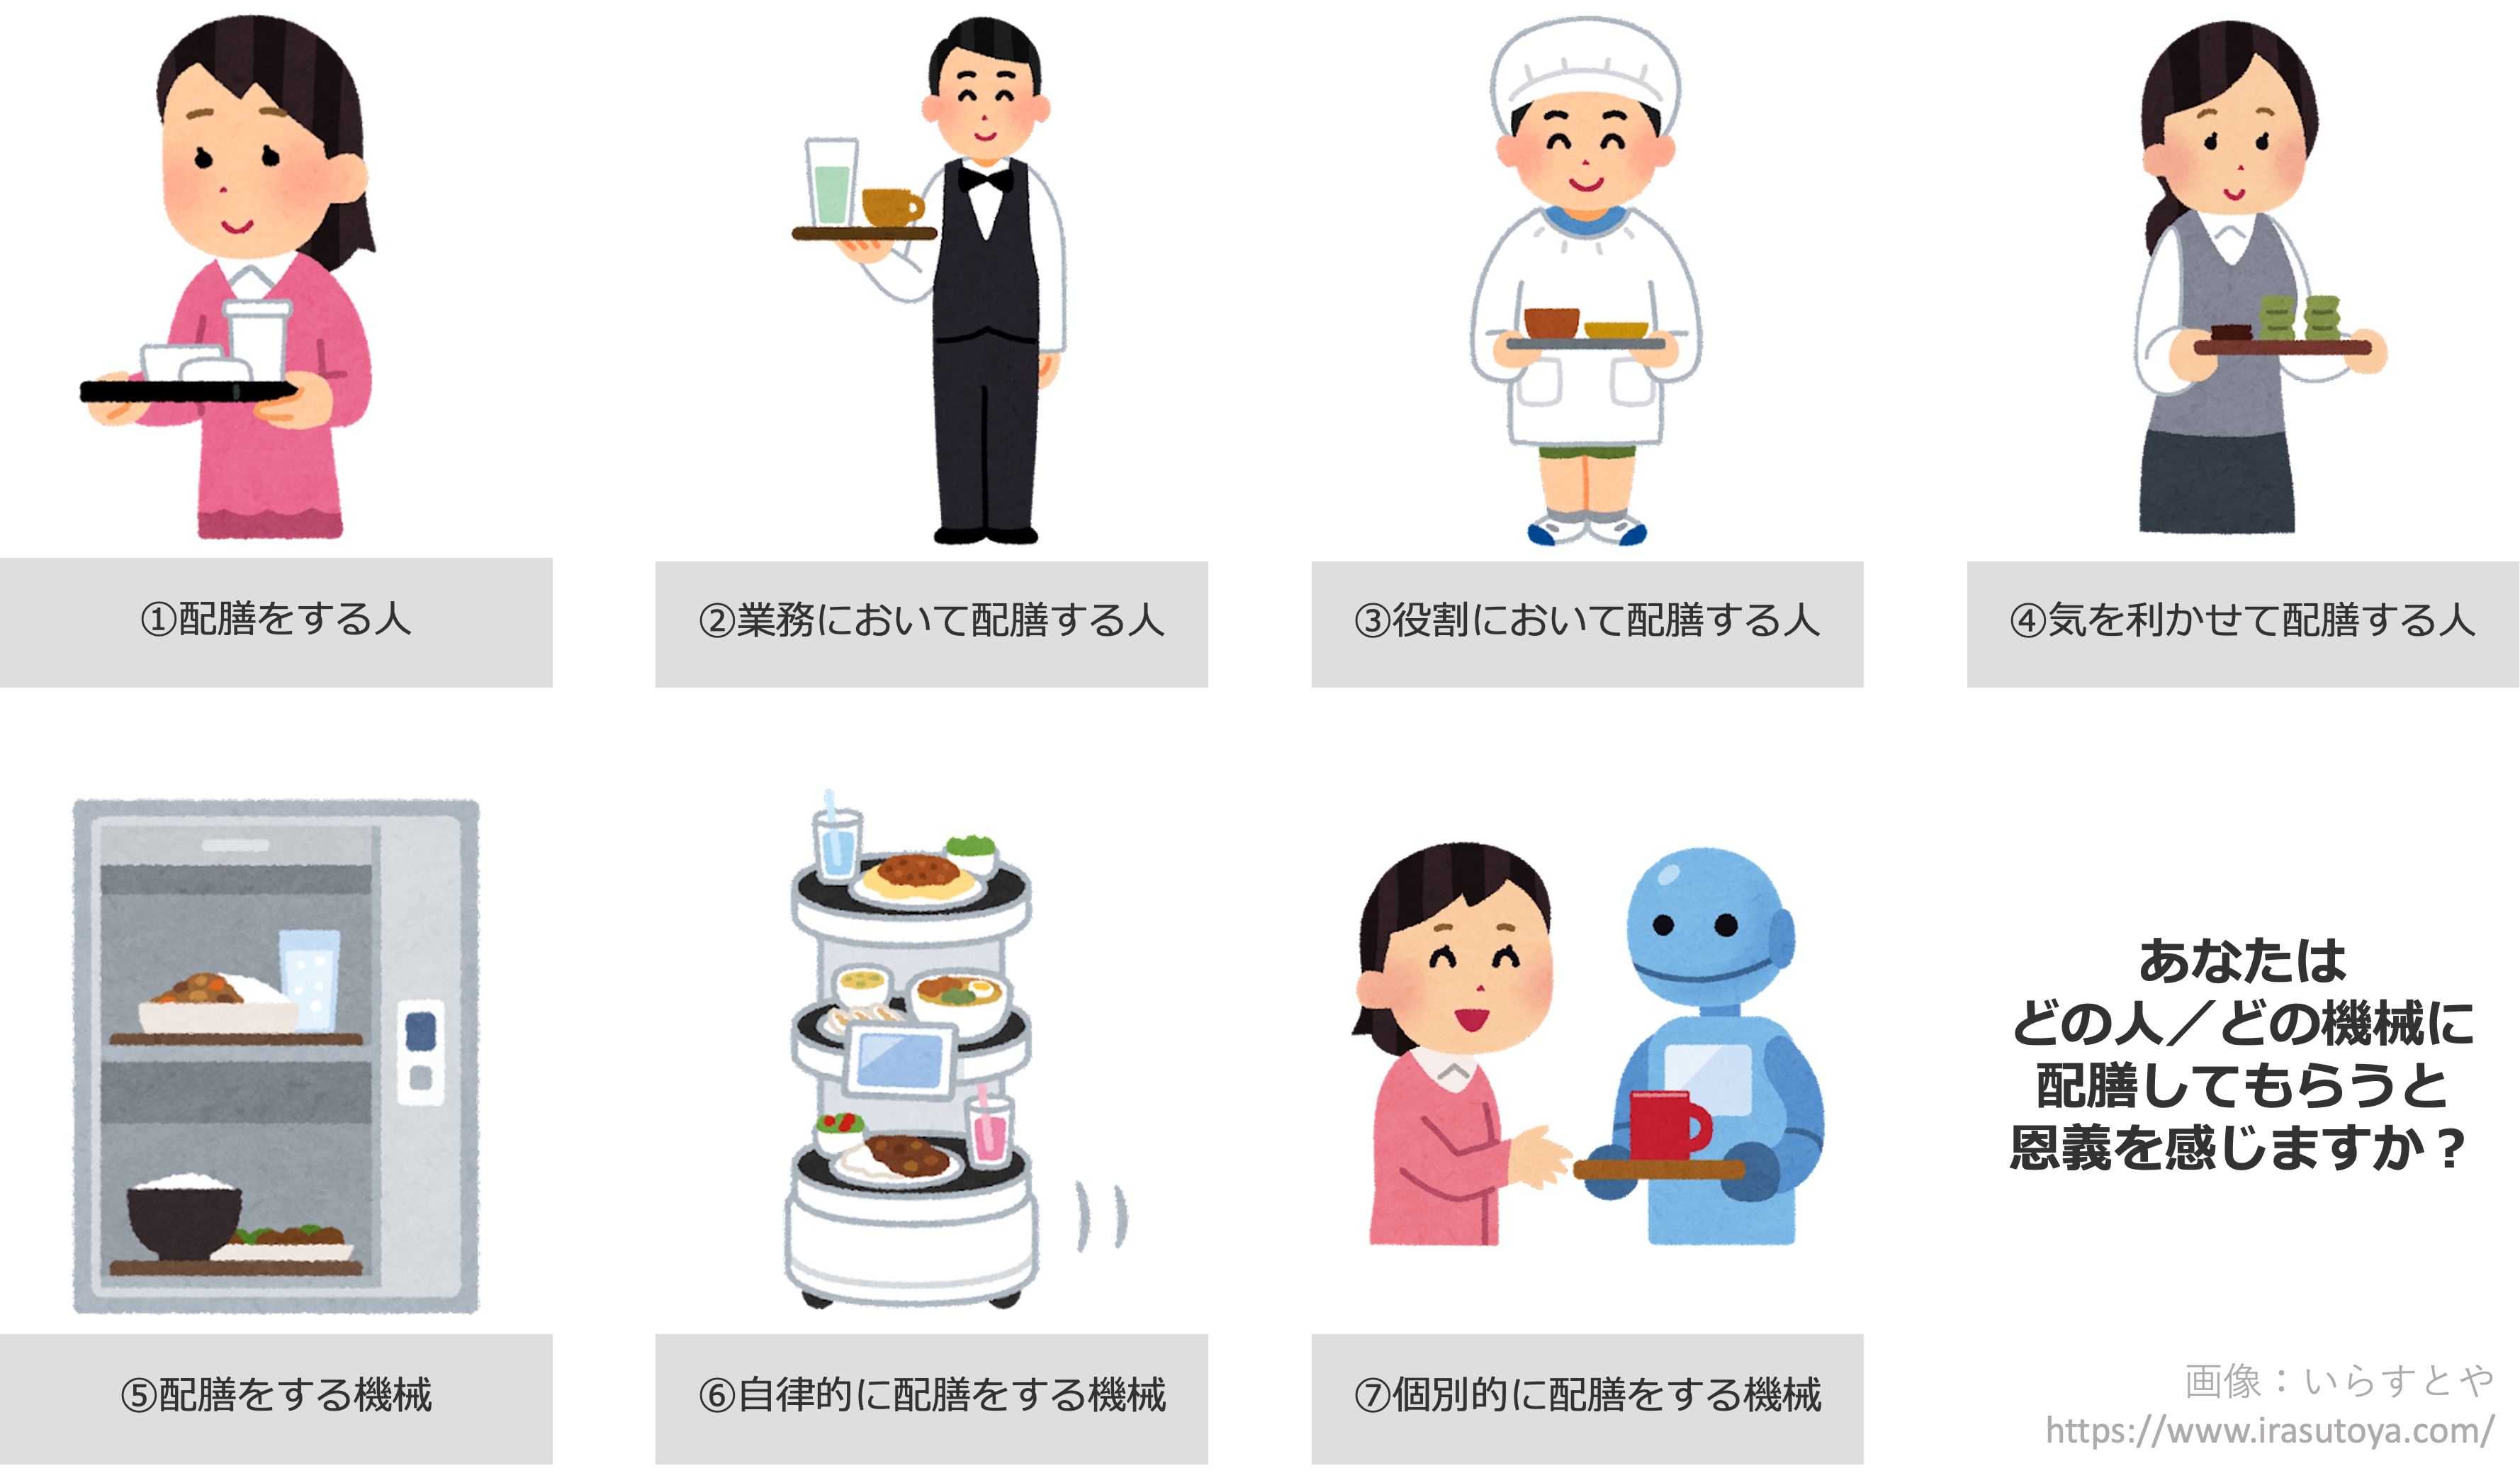 ①配膳をする人
②業務において配膳する人
③役割において配膳する人
④気を利かせて配膳する人
⑤配膳をする機械
⑥自律的に配膳をする機械
⑦個別的に配膳をする機械
あなたは
どの人／どの機械に
配膳してもらうと
恩義を感じますか？
画像：いらすとや
https://www.irasutoya.com/